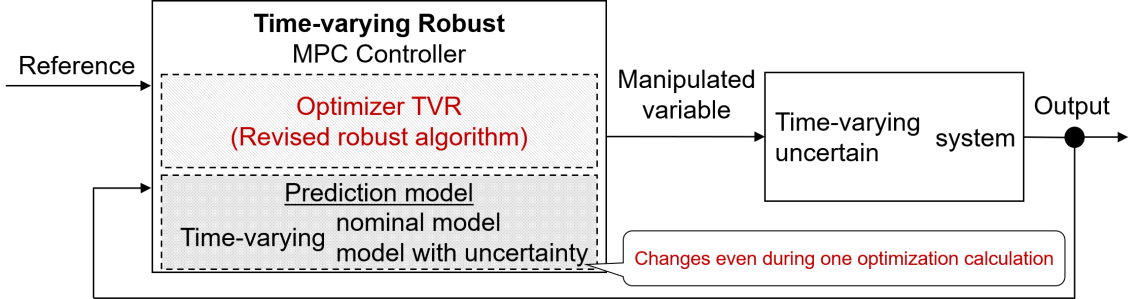 Time-varying Robust
MPC Controller
Reference
Optimizer TVR
(Revised robust algorithm)
Prediction model
Time-varying
nominal model
model with uncertainty
Changes even during one optimization calculation
Manipulated
variable
Time-varying
uncertain
system
Output